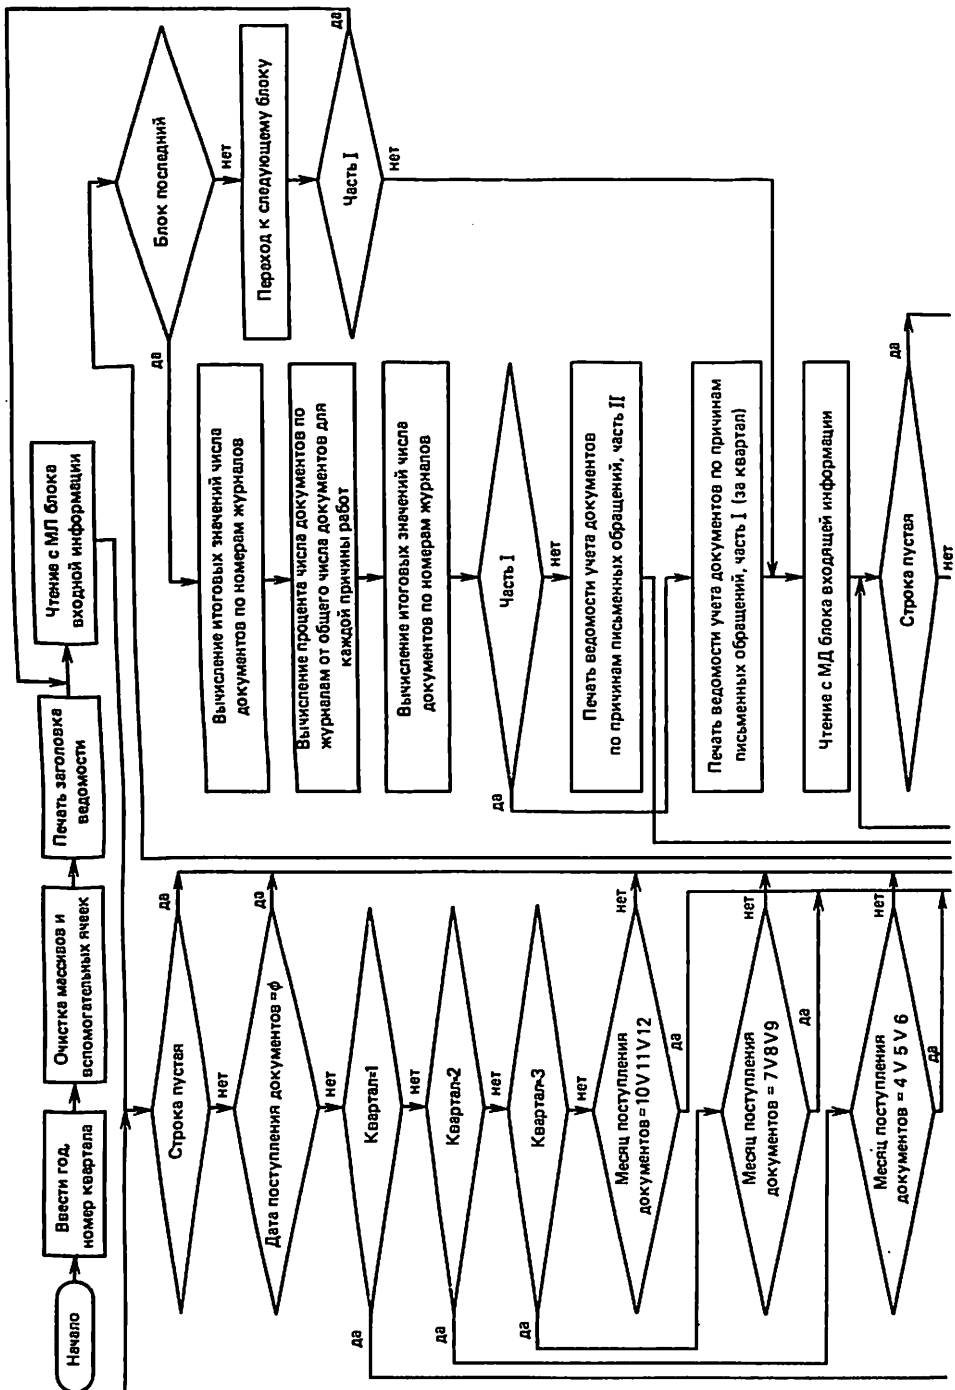 Начало
Ввести год,
номер квартала
Очистка массивов и
вспомогательных ячеек
Печать заголовка
ведомости
Чтение с МЛ блока
входной информации
Строка пустая
да
нет
Дата поступления документов =ф
да
нет
Квартал=1
да
нет
Квартал=2
да
нет
Квартал=3
да
нет
Месяц поступления
документов =10V11V12
нет
да
Месяц поступления
документов = 7V8V9
нет
да
Месяц поступления
документов = 4 V 5 V 6
нет
да
Блок последний
да
нет
Переход к следующему блоку
Часть I
да
нет
Вычисление итоговых значений числа
документов по номерам журналов
Вычисление процента числа документов по
журналам от общего числа документов для
каждой причины работ
Вычисление итоговых значений числа
документов по номерам журналов
Часть I
да
нет
Печать ведомости учета документов
по причинам письменных обращений, часть II
Печать ведомости учета документов по причинам
письменных обращений, часть I (за квартал)
Чтение с МД блока входящей информации
Строка пустая
да
нет